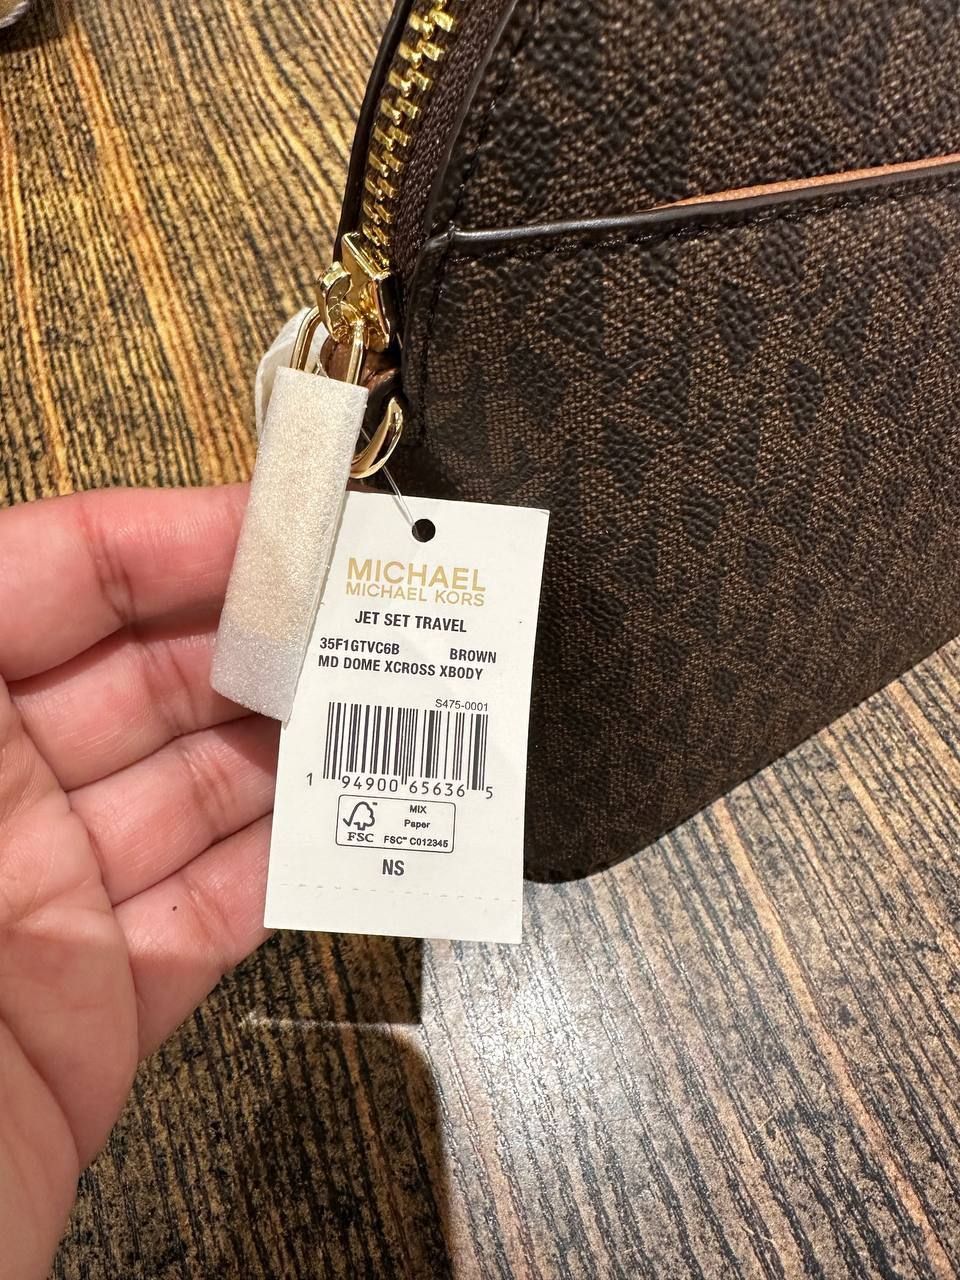 MICHAEL
MICHAEL KORS
JET SET TRAVEL
35F1GTVC6B BROWN
MD DOME XCROSS XBODY
S475-0001
1 94900 65636 5
FSC
MIX
Paper
FSC™ C012345
NS